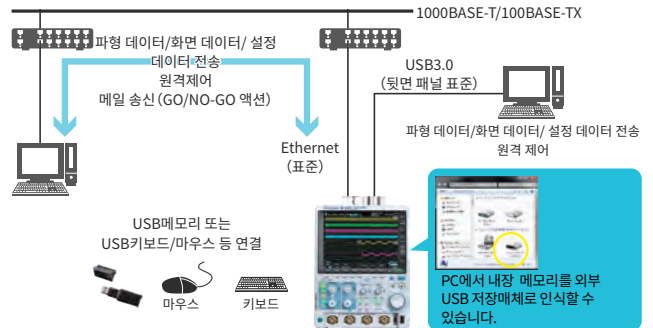 1000BASE-T/100BASE-TX
파형 데이터/화면 데이터/ 설정
데이터 전송
원격제어
메일 송신(GO/NO-GO 액션)
USB3.0
(뒷면 패널 표준)
파형 데이터/화면 데이터/ 설정 데이터 전송
원격 제어
Ethernet
(표준)
USB메모리 또는
USB키보드/마우스 등 연결
마우스
키보드
PC에서 내장 메모리를 외부
USB 저장매체로 인식할 수
있습니다.